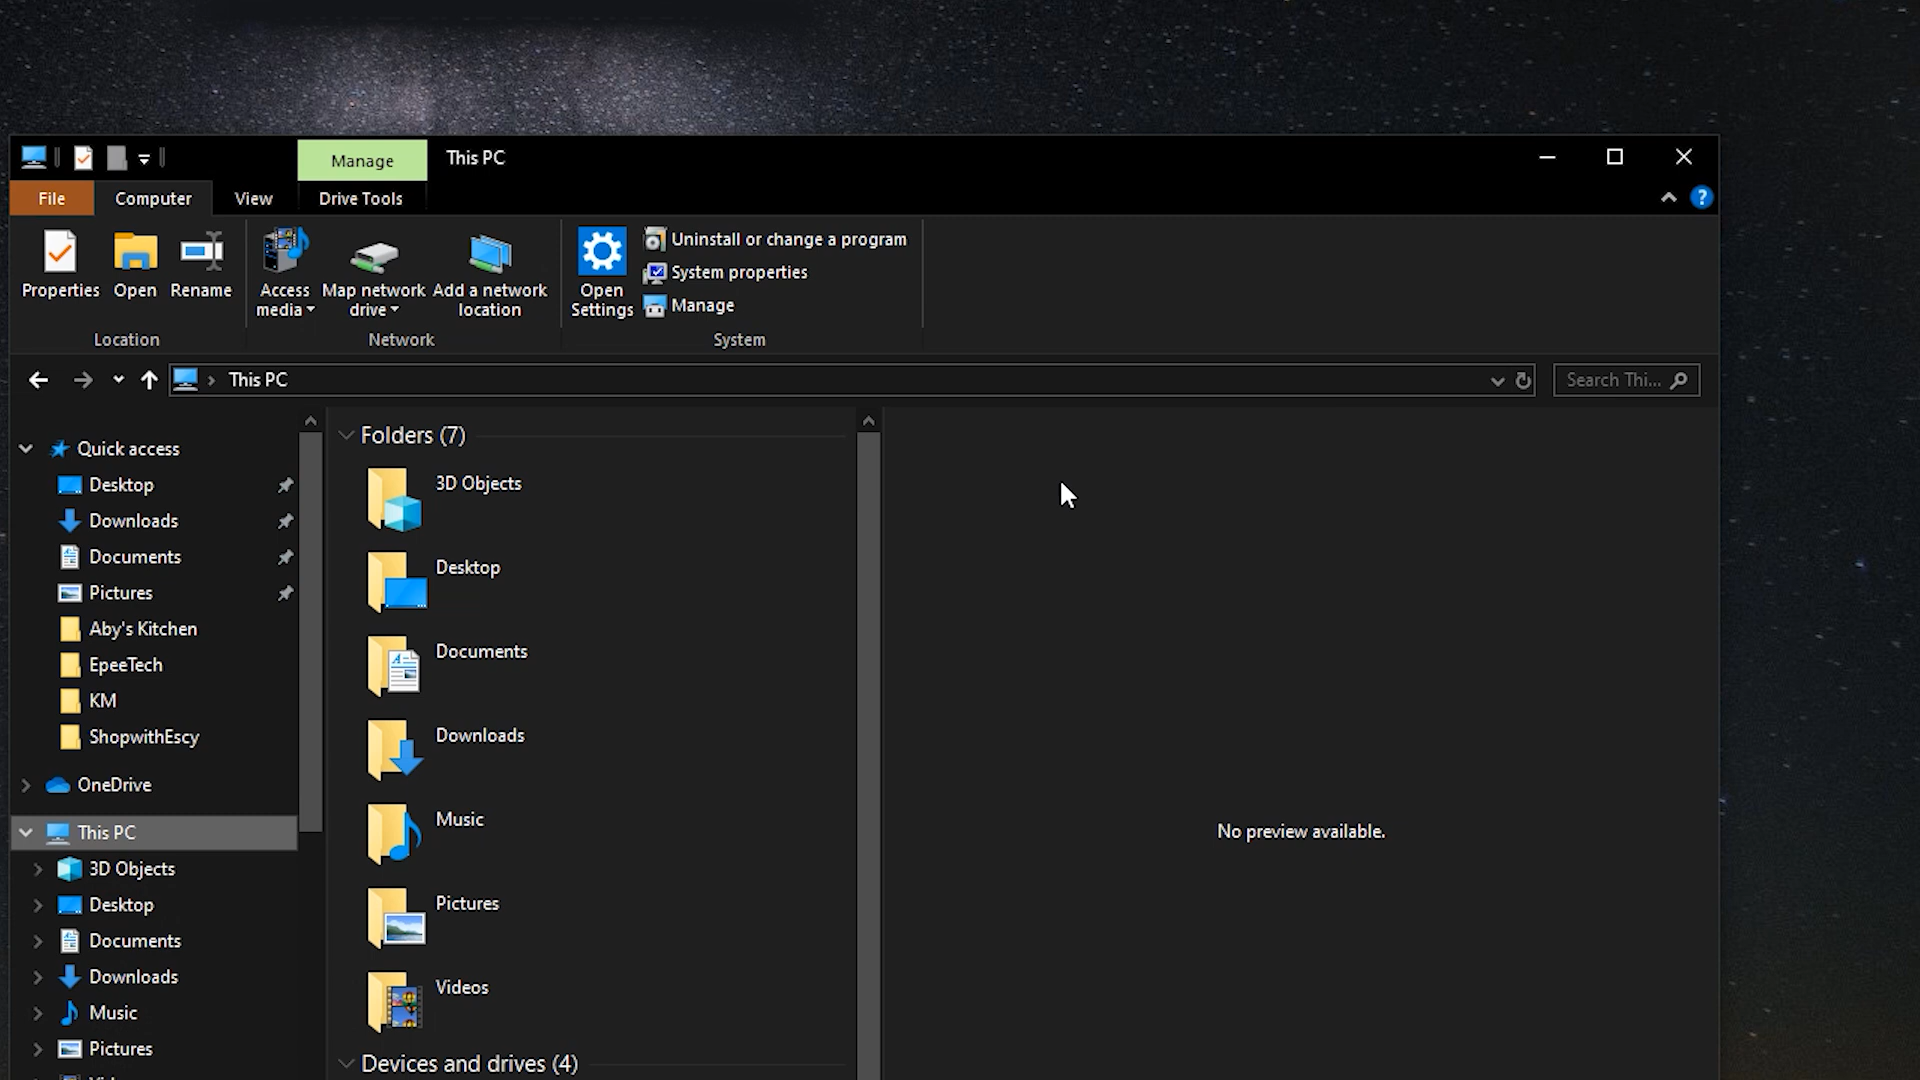 Manage
This PC
File
Computer
View
Drive Tools
?
Properties
Open
Rename
Access media
Map network drive
Add a network location
Open Settings
Uninstall or change a program
System properties
Manage
Location
Network
System
This PC
Search Thi...
Quick access
Desktop
Downloads
Documents
Pictures
Aby's Kitchen
EpeeTech
KM
ShopwithEscy
OneDrive
This PC
3D Objects
Desktop
Documents
Downloads
Music
Pictures
Folders (7)
3D Objects
Desktop
Documents
Downloads
Music
Pictures
Videos
Devices and drives (4)
No preview available.